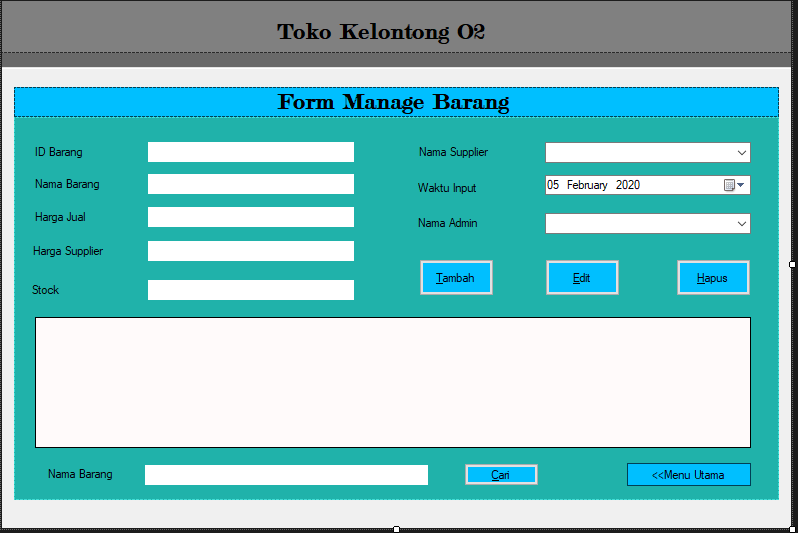 Toko Kelontong O2
Form Manage Barang
ID Barang
Nama Barang
Harga Jual
Harga Supplier
Stock
Nama Supplier
Waktu Input
05 February 2020
Nama Admin
Tambah
Edit
Hapus
Nama Barang
Cari
<<Menu Utama